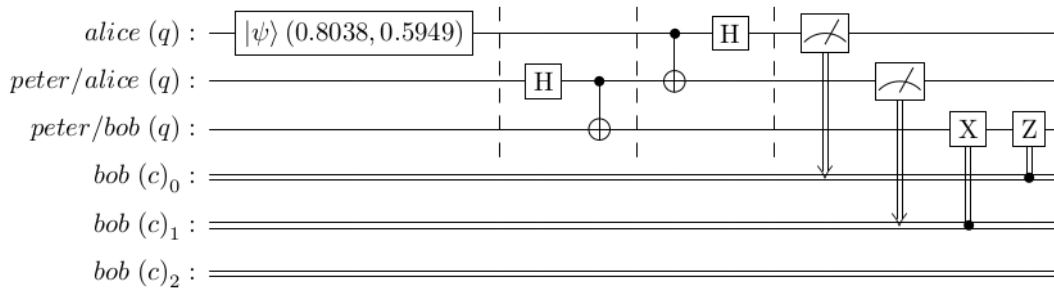 alice (q) : |ψ⟩ (0.8038, 0.5949) H
peter/alice (q) : H
peter/bob (q) : X Z
bob (c)₀ :
bob (c)₁ :
bob (c)₂ :